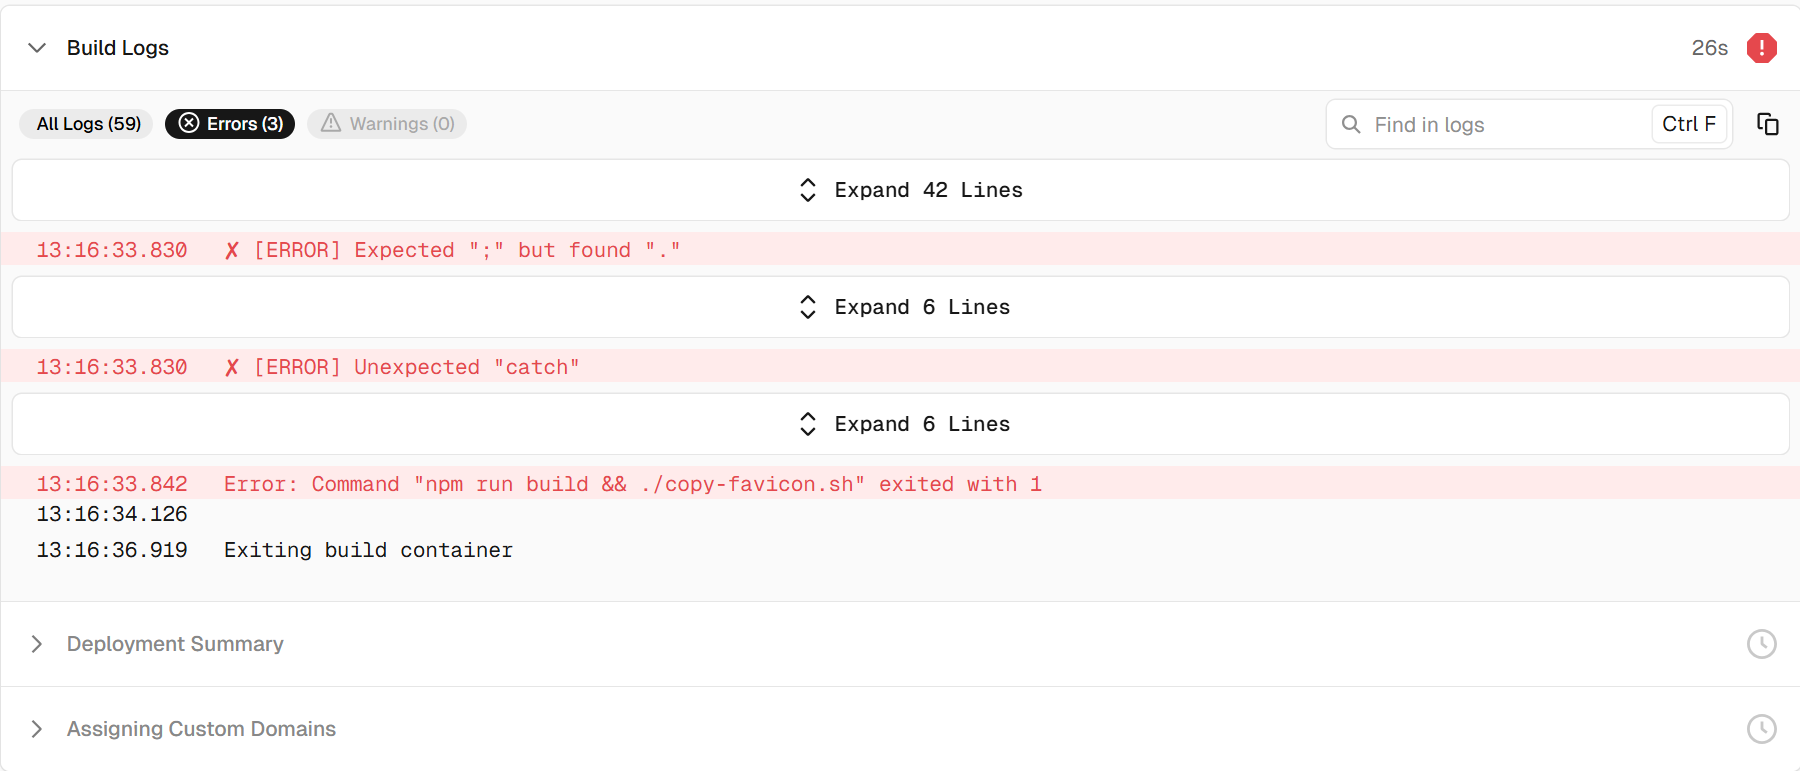 Build Logs 26s
All Logs (59) Errors (3) Warnings (0) Find in logs Ctrl F
Expand 42 Lines
13:16:33.830 ✗ [ERROR] Expected ";" but found "."
Expand 6 Lines
13:16:33.830 ✗ [ERROR] Unexpected "catch"
Expand 6 Lines
13:16:33.842 Error: Command "npm run build && ./copy-favicon.sh" exited with 1
13:16:34.126
13:16:36.919 Exiting build container
Deployment Summary
Assigning Custom Domains